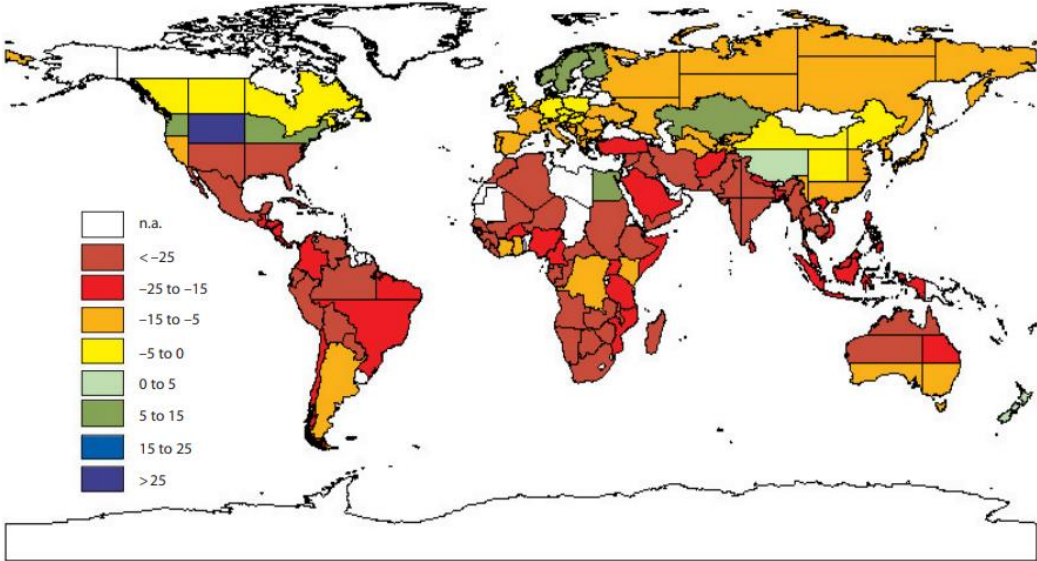 n.a.
< –25
–25 to –15
–15 to –5
–5 to 0
0 to 5
5 to 15
15 to 25
>25